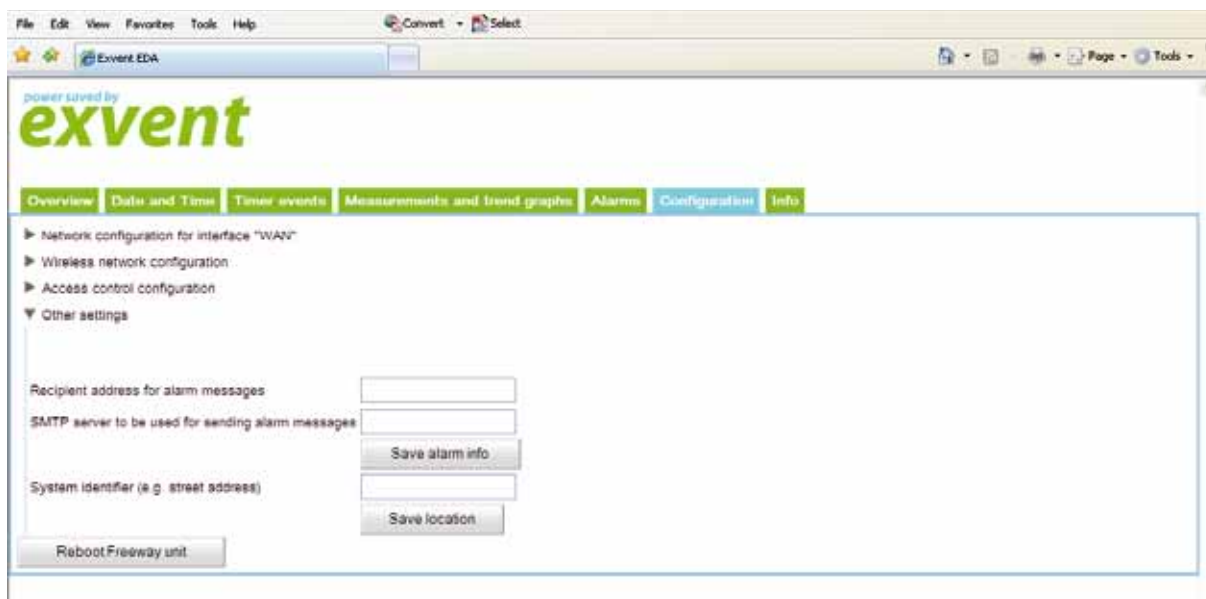 File Edit View Favorites Tools Help Convert Select
Exvent EDA Page Tools
power saved by
exvent
Overview Date and Time Timer events Measurements and trend graphs Alarms Configuration Info
Network configuration for interface "WAN"
Wireless network configuration
Access control configuration
Other settings
Recipient address for alarm messages
SMTP server to be used for sending alarm messages
Save alarm info
System identifier (e.g. street address)
Save location
Reboot Freeway unit